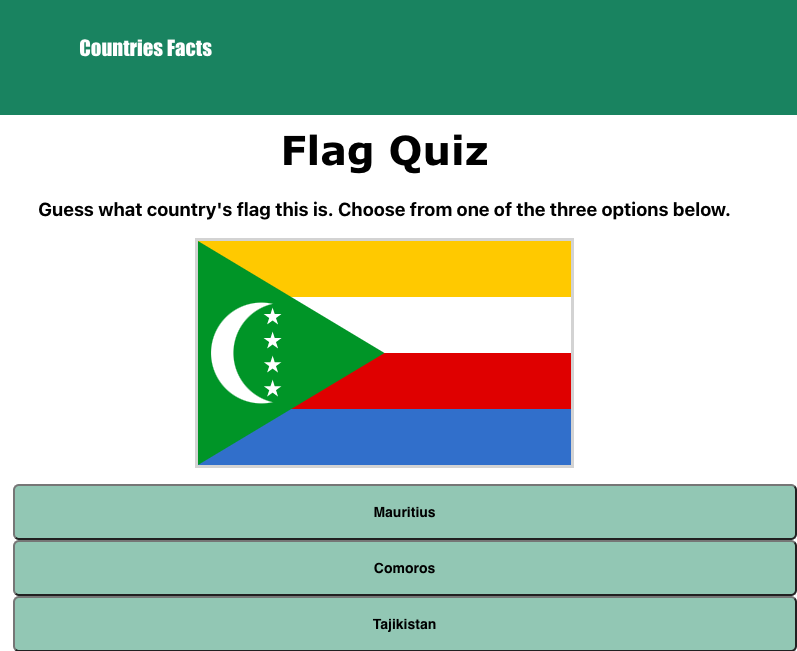 Countries Facts
Flag Quiz
Guess what country's flag this is. Choose from one of the three options below.
Mauritius
Comoros
Tajikistan